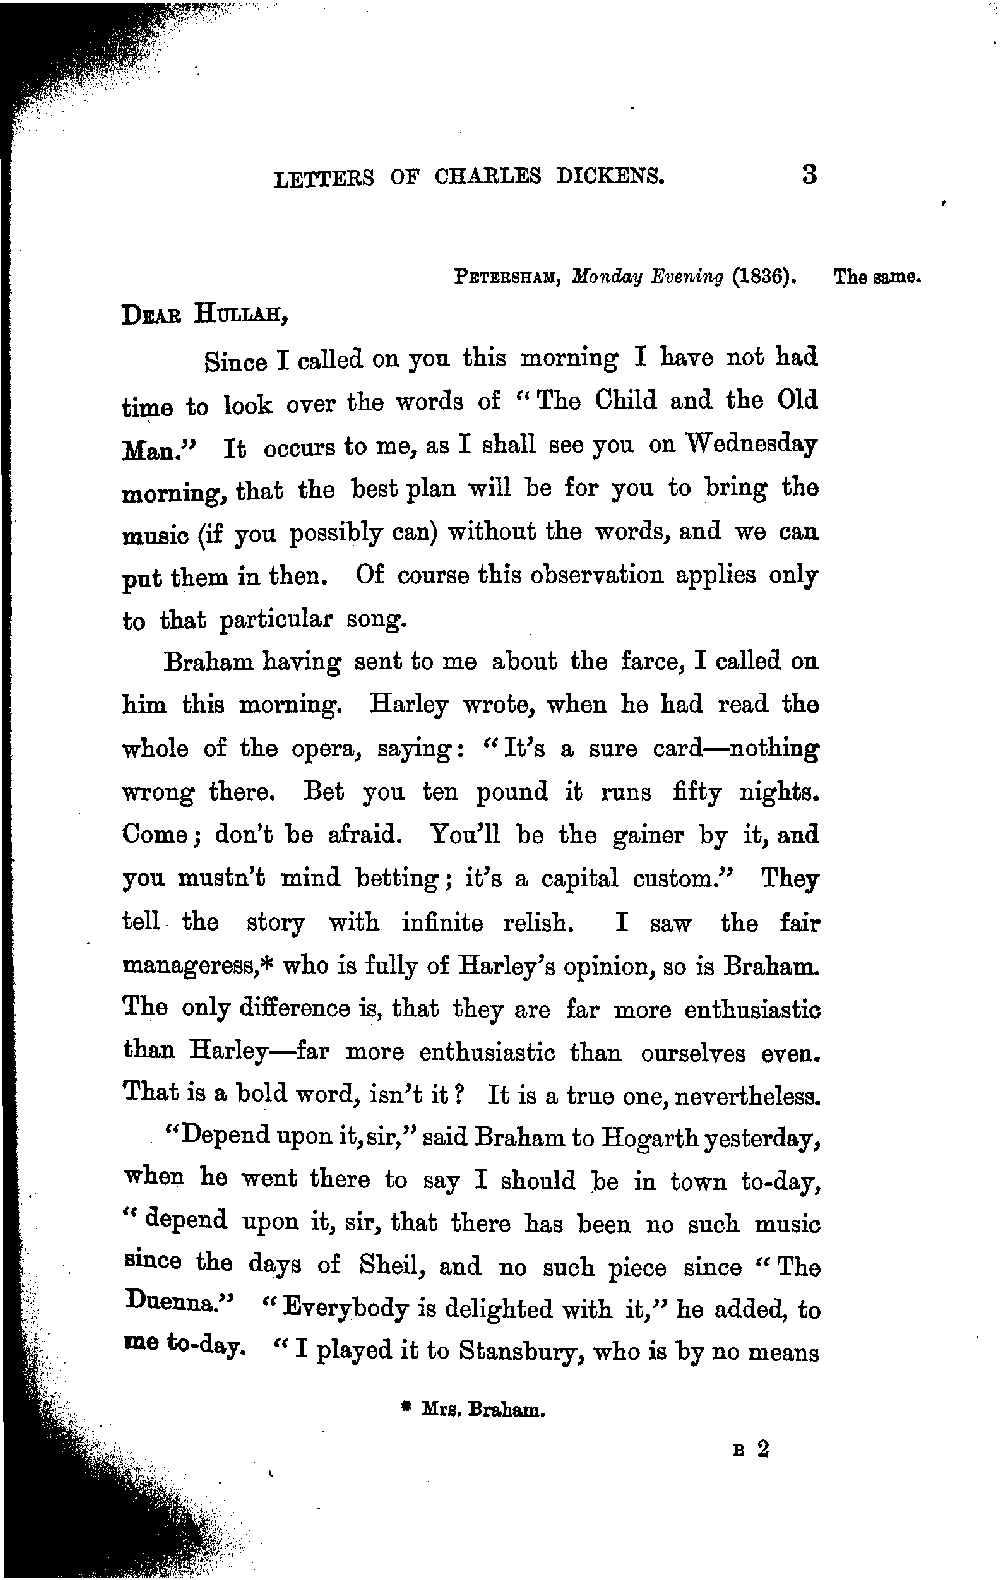 LETTERS OF CHARLES DICKENS. 3
PETERSHAM, Monday Evening (1836). The same.
DEAR HULLAH,
Since I called on you this morning I have not had
time to look over the words of “The Child and the Old
Man.” It occurs to me, as I shall see you on Wednesday
morning, that the best plan will be for you to bring the
music (if you possibly can) without the words, and we can
put them in then. Of course this observation applies only
to that particular song.
Braham having sent to me about the farce, I called on
him this morning. Harley wrote, when he had read the
whole of the opera, saying: “It’s a sure card—nothing
wrong there. Bet you ten pound it runs fifty nights.
Come; don’t be afraid. You’ll be the gainer by it, and
you mustn’t mind betting; it’s a capital custom.” They
tell the story with infinite relish. I saw the fair
manageress,* who is fully of Harley’s opinion, so is Braham.
The only difference is, that they are far more enthusiastic
than Harley—far more enthusiastic than ourselves even.
That is a bold word, isn’t it? It is a true one, nevertheless.
“Depend upon it, sir,” said Braham to Hogarth yesterday,
when he went there to say I should be in town to-day,
“depend upon it, sir, that there has been no such music
since the days of Sheil, and no such piece since “The
Duenna.” “Everybody is delighted with it,” he added, to
me to-day. “I played it to Stansbury, who is by no means
* Mrs. Braham.
B 2